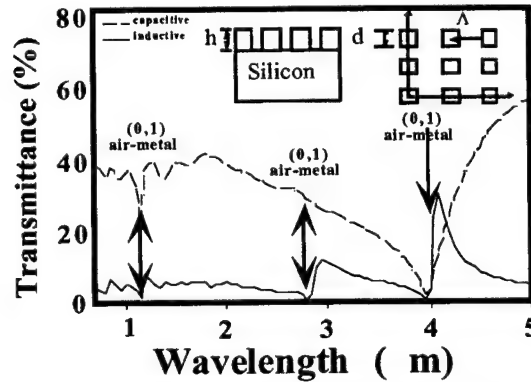 capacitive
inductive
h
Silicon
d
Λ
(0,1)
air-metal
(0,1)
air-metal
(0,1)
air-metal
Transmittance (%)
80
60
40
20
0
1
2
3
4
5
Wavelength ( m)